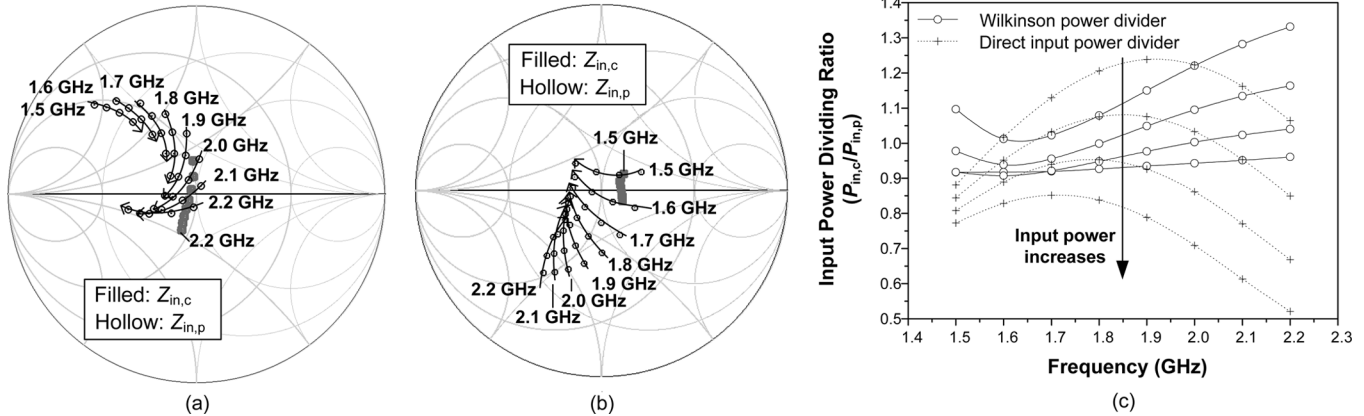 1.6 GHz 1.7 GHz
1.5 GHz
1.8 GHz
1.9 GHz
2.0 GHz
2.1 GHz
2.2 GHz
2.2 GHz
Filled: Zin,c
Hollow: Zin,p
(a)
Filled: Zin,c
Hollow: Zin,p
1.5 GHz
1.5 GHz
1.6 GHz
1.7 GHz
1.8 GHz
1.9 GHz
2.0 GHz
2.1 GHz
2.2 GHz
(b)
Input Power Dividing Ratio
(Pin,c/Pin,p)
1.4
1.3
1.2
1.1
1.0
0.9
0.8
0.7
0.6
0.5
Wilkinson power divider
Direct input power divider
Input power
increases
1.4 1.5 1.6 1.7 1.8 1.9 2.0 2.1 2.2 2.3
Frequency (GHz)
(c)